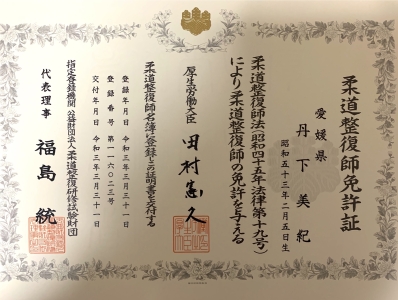 柔道整復師免許証
愛媛県
丹下美紀
昭和五十三年二月五日生
柔道整復師法（昭和四十五年法律第十九号）
により柔道整復師の免許を与える
厚生労働大臣
田村憲久
柔道整復師名簿に登録しこの証明書を交付する
登録年月日 令和三年三月三十一日
登録番号 第一一六〇二三号
交付年月日 令和三年三月三十一日
指定登録機関 公益財団法人柔道整復研修試験財団
代表理事 福島統